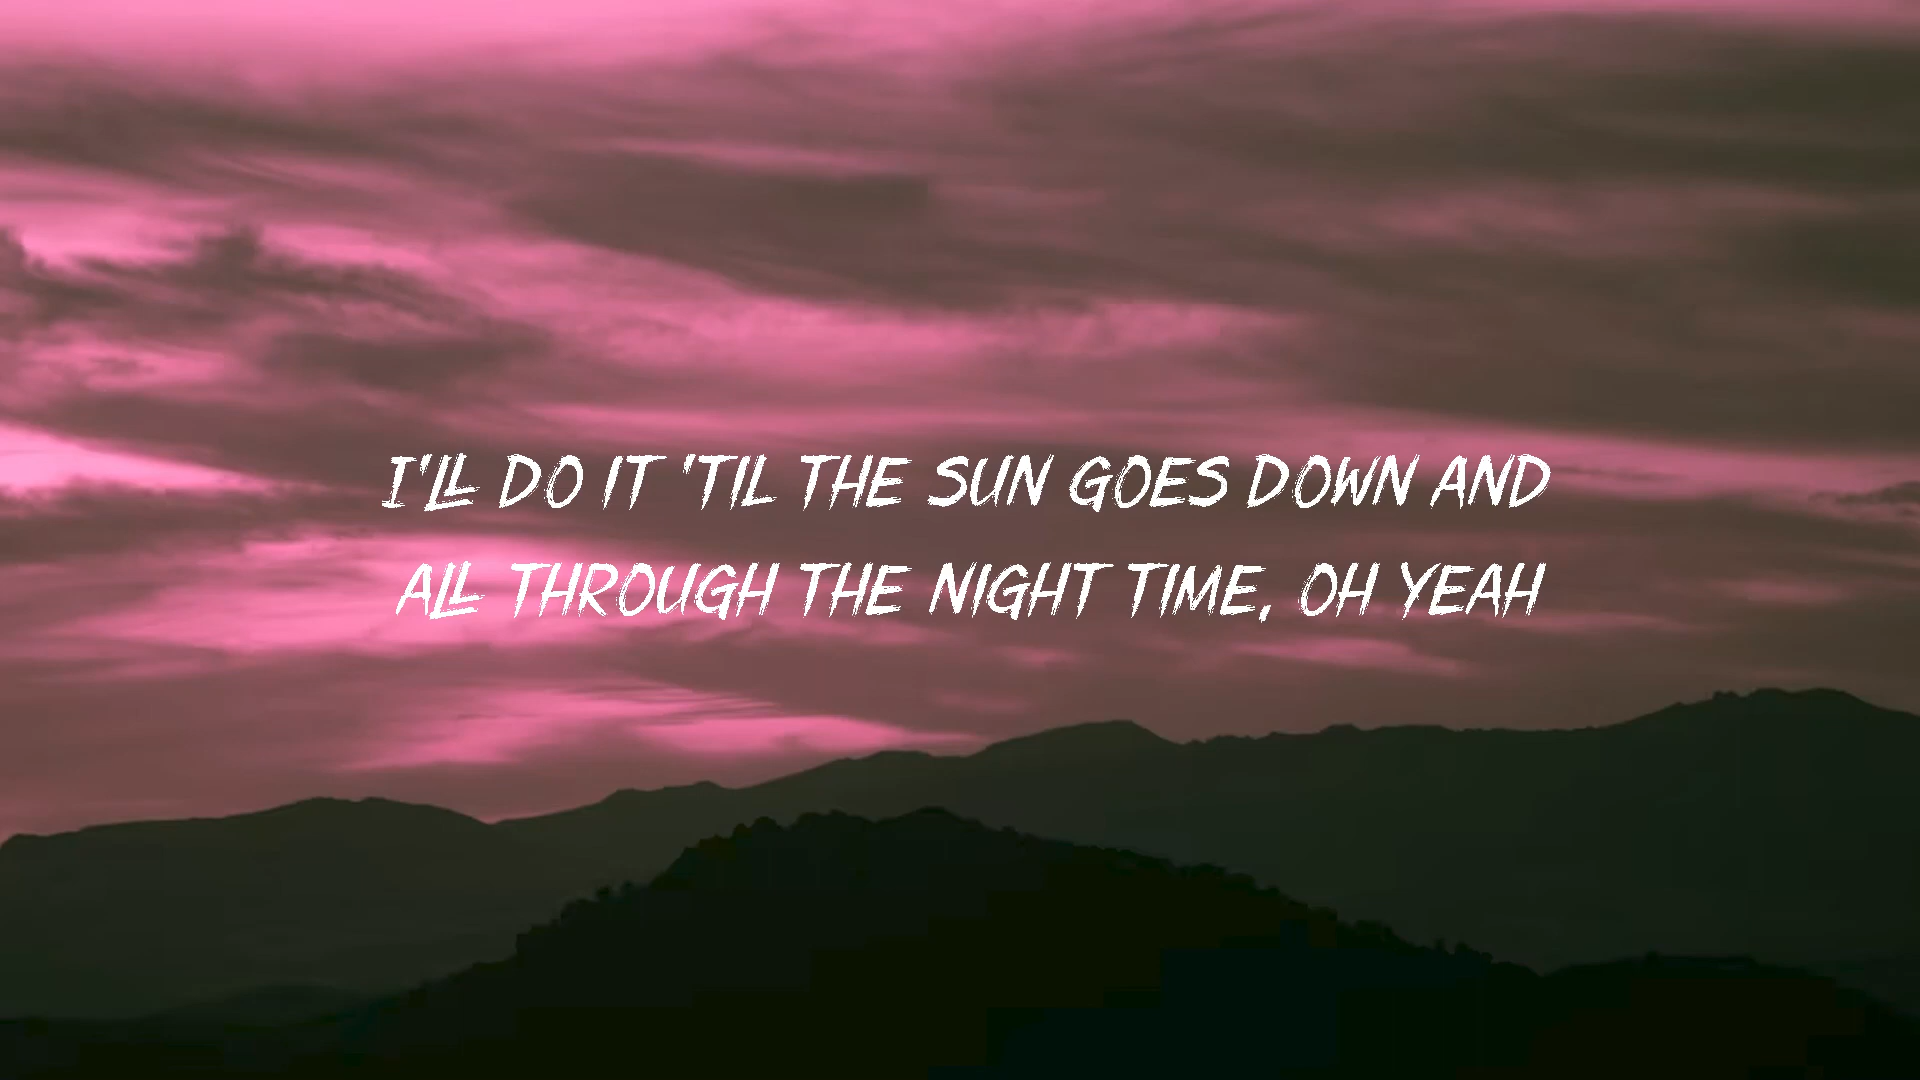 I'LL DO IT 'TIL THE SUN GOES DOWN AND
ALL THROUGH THE NIGHT TIME, OH YEAH